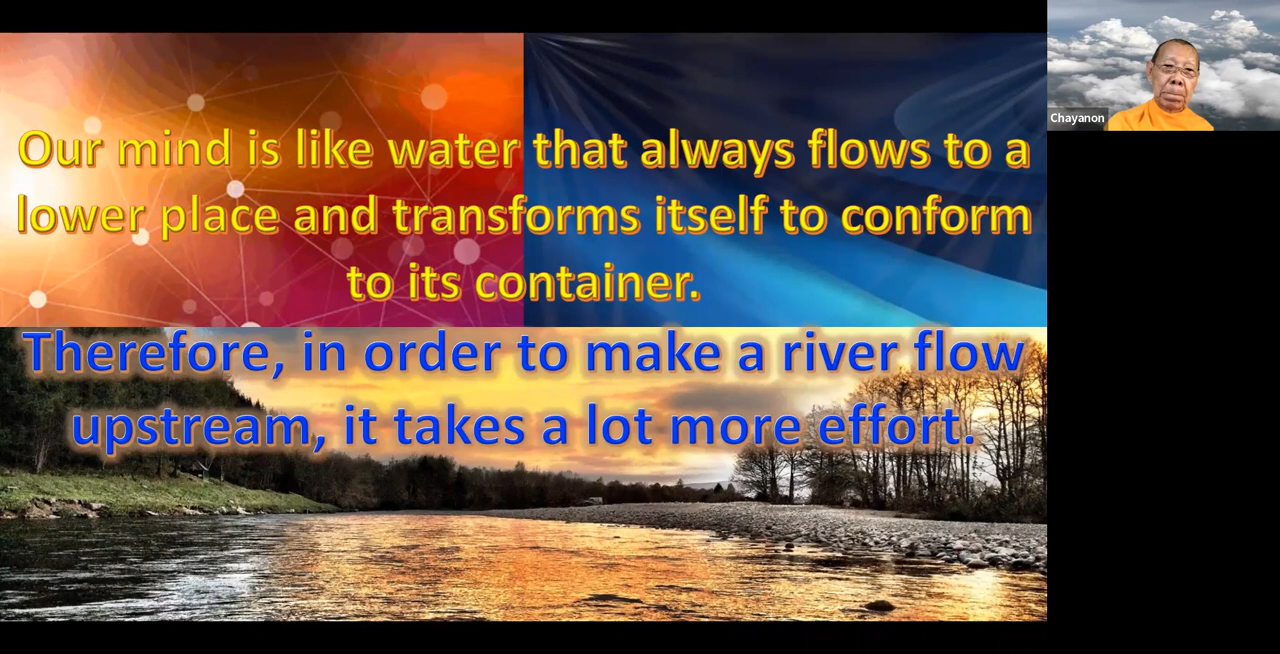 Our mind is like water that always flows to a
lower place and transforms itself to conform
to its container.
Therefore, in order to make a river flow
upstream, it takes a lot more effort.
Chayanon